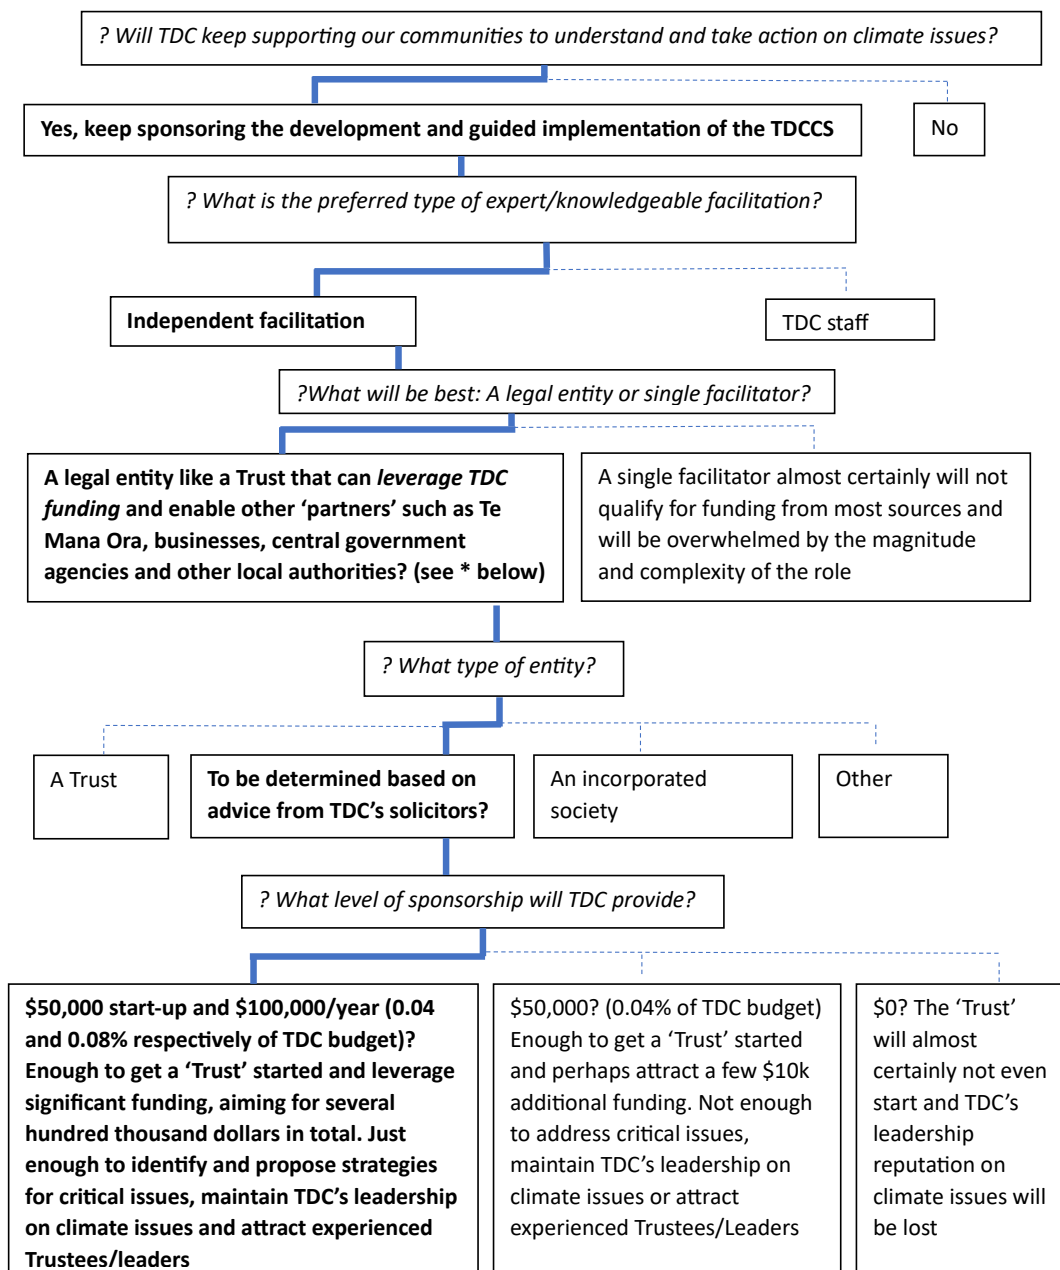 ? Will TDC keep supporting our communities to understand and take action on climate issues?
Yes, keep sponsoring the development and guided implementation of the TDCCS
No
? What is the preferred type of expert/knowledgeable facilitation?
Independent facilitation
TDC staff
?What will be best: A legal entity or single facilitator?
A legal entity like a Trust that can leverage TDC
funding and enable other ‘partners’ such as Te
Mana Ora, businesses, central government
agencies and other local authorities? (see * below)
A single facilitator almost certainly will not
qualify for funding from most sources and
will be overwhelmed by the magnitude
and complexity of the role
? What type of entity?
A Trust
To be determined based on
advice from TDC’s solicitors?
An incorporated
society
Other
? What level of sponsorship will TDC provide?
$50,000 start-up and $100,000/year (0.04
and 0.08% respectively of TDC budget)?
Enough to get a ‘Trust’ started and leverage
significant funding, aiming for several
hundred thousand dollars in total. Just
enough to identify and propose strategies
for critical issues, maintain TDC’s leadership
on climate issues and attract experienced
Trustees/leaders
$50,000? (0.04% of TDC budget)
Enough to get a ‘Trust’ started
and perhaps attract a few $10k
additional funding. Not enough
to address critical issues,
maintain TDC’s leadership on
climate issues or attract
experienced Trustees/Leaders
$0? The ‘Trust’
will almost
certainly not even
start and TDC’s
leadership
reputation on
climate issues will
be lost